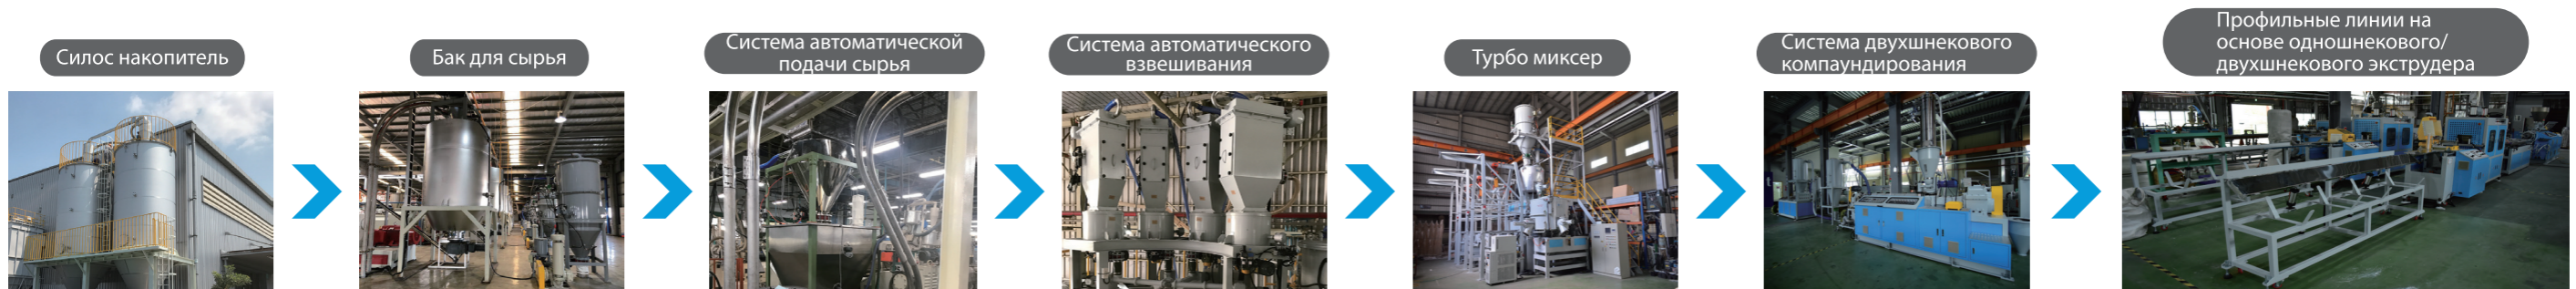 Силос накопитель
Бак для сырья
Система автоматической
подачи сырья
Система автоматического
взвешивания
Турбо миксер
Система двухшнекового
компаундирования
Профильные линии на
основе одношнекового/
двухшнекового экструдера